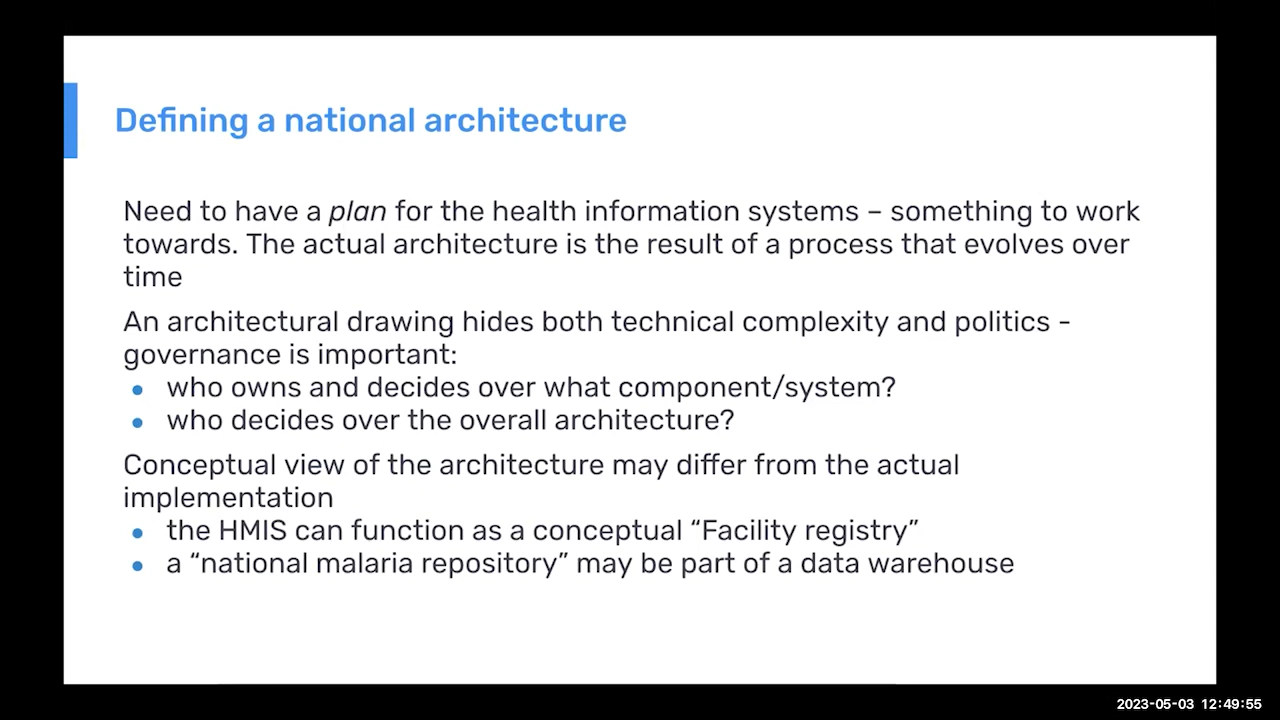 Defining a national architecture
Need to have a plan for the health information systems – something to work
towards. The actual architecture is the result of a process that evolves over
time
An architectural drawing hides both technical complexity and politics -
governance is important:
• who owns and decides over what component/system?
• who decides over the overall architecture?
Conceptual view of the architecture may differ from the actual
implementation
• the HMIS can function as a conceptual “Facility registry”
• a “national malaria repository” may be part of a data warehouse
2023-05-03 12:49:55